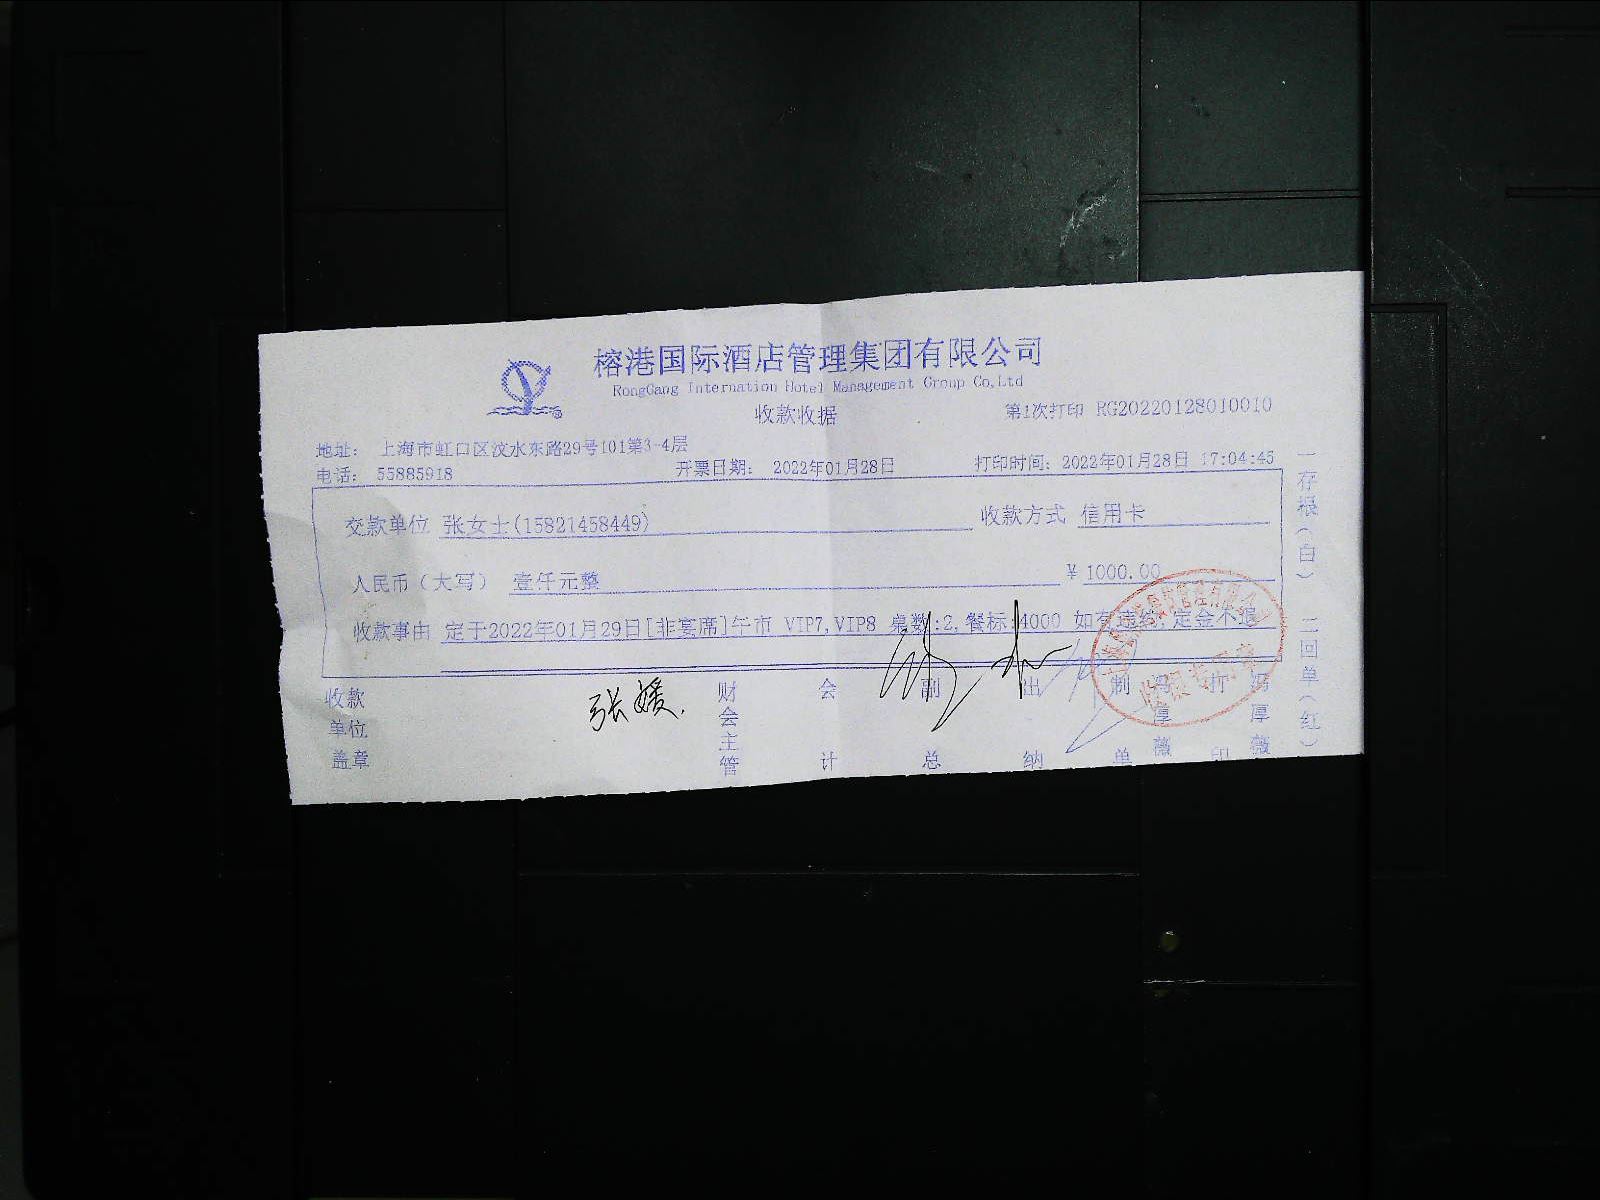 榕港国际酒店管理集团有限公司
RongGang Internation Hotel Management Group Co,Ltd
收款收据
第1次打印 RG20220128010010
地址: 上海市虹口区汶水东路29号101第3-4层
电话: 55885918 开票日期: 2022年01月28日 打印时间: 2022年01月28日 17:04:45
交款单位 张女士(15821458449) 收款方式 信用卡
人民币(大写) 壹仟元整 ¥ 1000.00
收款事由 定于2022年01月29日[非宴席]午市 VIP7,VIP8 桌数:2,餐标:4000 如有违约,定金不退
收款单位盖章
张媛.
财会主管
会计
副总
出纳
制单 冯厚薇
打印 冯厚薇
一存根(白) 二回单(红)